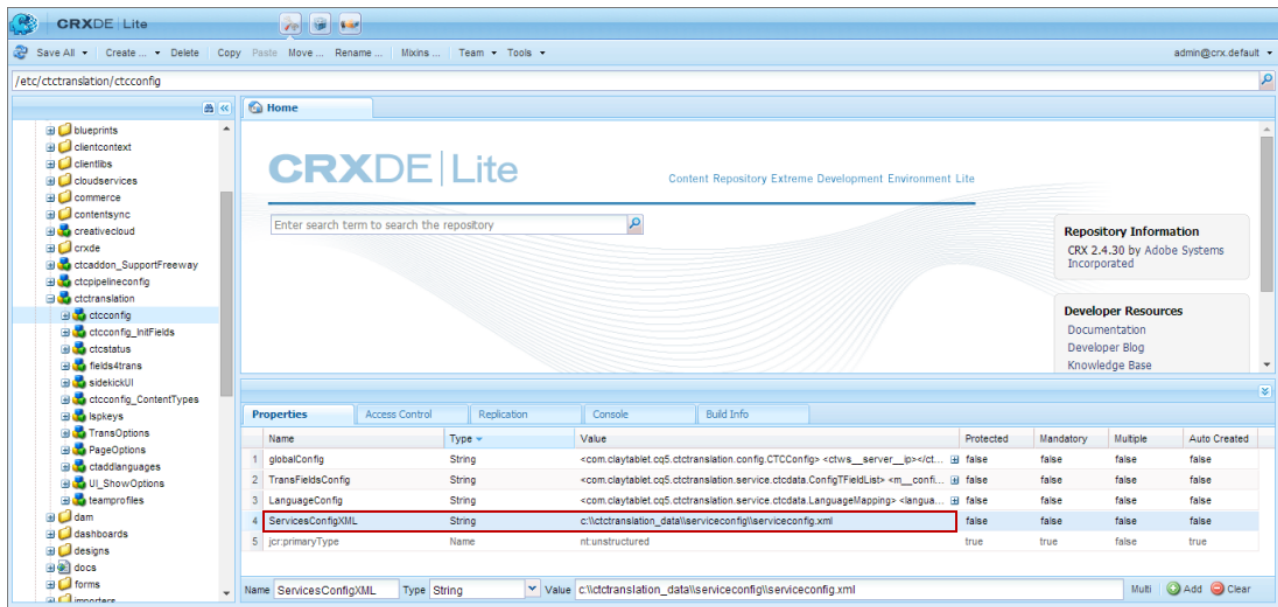 CRXDE | Lite
Save All Create ... Delete Copy Paste Move ... Rename ... Mixins ... Team Tools admin@crx.default
/etc/ctctranslation/ctcconfig
Home
blueprints
clientcontext
clientlibs
cloudservices
commerce
contentsync
creativecloud
crxde
ctcaddon_SupportFreeway
ctcpipelineconfig
ctctranslation
ctcconfig
ctcconfig_InitFields
ctcstatus
fields4trans
sidekickUI
ctcconfig_ContentTypes
lspkeys
TransOptions
PageOptions
ctaddlanguages
UI_ShowOptions
teamprofiles
dam
dashboards
designs
docs
forms
importers
CRXDE | Lite
Content Repository Extreme Development Environment Lite
Enter search term to search the repository
Repository Information
CRX 2.4.30 by Adobe Systems
Incorporated
Developer Resources
Documentation
Developer Blog
Knowledge Base
Properties Access Control Replication Console Build Info
Name Type Value Protected Mandatory Multiple Auto Created
1 globalConfig String <com.claytablet.cq5.ctctranslation.config.CTCConfig> <ctws__server__ip></ct... false false false false
2 TransFieldsConfig String <com.claytablet.cq5.ctctranslation.service.ctcdata.ConfigTFieldList> <m__confi... false false false false
3 LanguageConfig String <com.claytablet.cq5.ctctranslation.service.ctcdata.LanguageMapping> <langua... false false false false
4 ServicesConfigXML String c:\\ctctranslation_data\\serviceconfig\\serviceconfig.xml false false false false
5 jcr:primaryType Name nt:unstructured true true false true
Name ServicesConfigXML Type String Value c:\\ctctranslation_data\\serviceconfig\\serviceconfig.xml Multi Add Clear